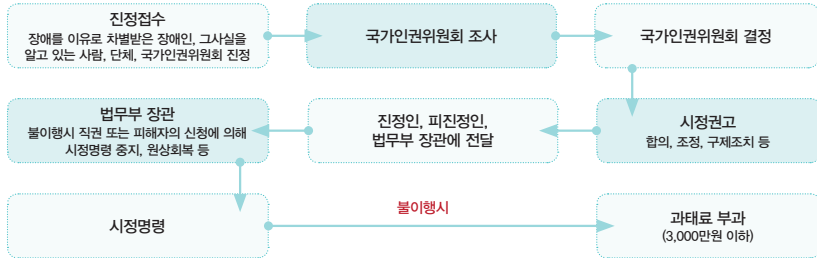 진정접수
장애를 이유로 차별받은 장애인, 그사실을
알고 있는 사람, 단체, 국가인권위원회 진정
국가인권위원회 조사
국가인권위원회 결정
법무부 장관
불이행시 직권 또는 피해자의 신청에 의해
시정명령 중지, 원상회복 등
진정인, 피진정인,
법무부 장관에 전달
시정권고
합의, 조정, 구제조치 등
시정명령
불이행시
과태료 부과
(3,000만원 이하)